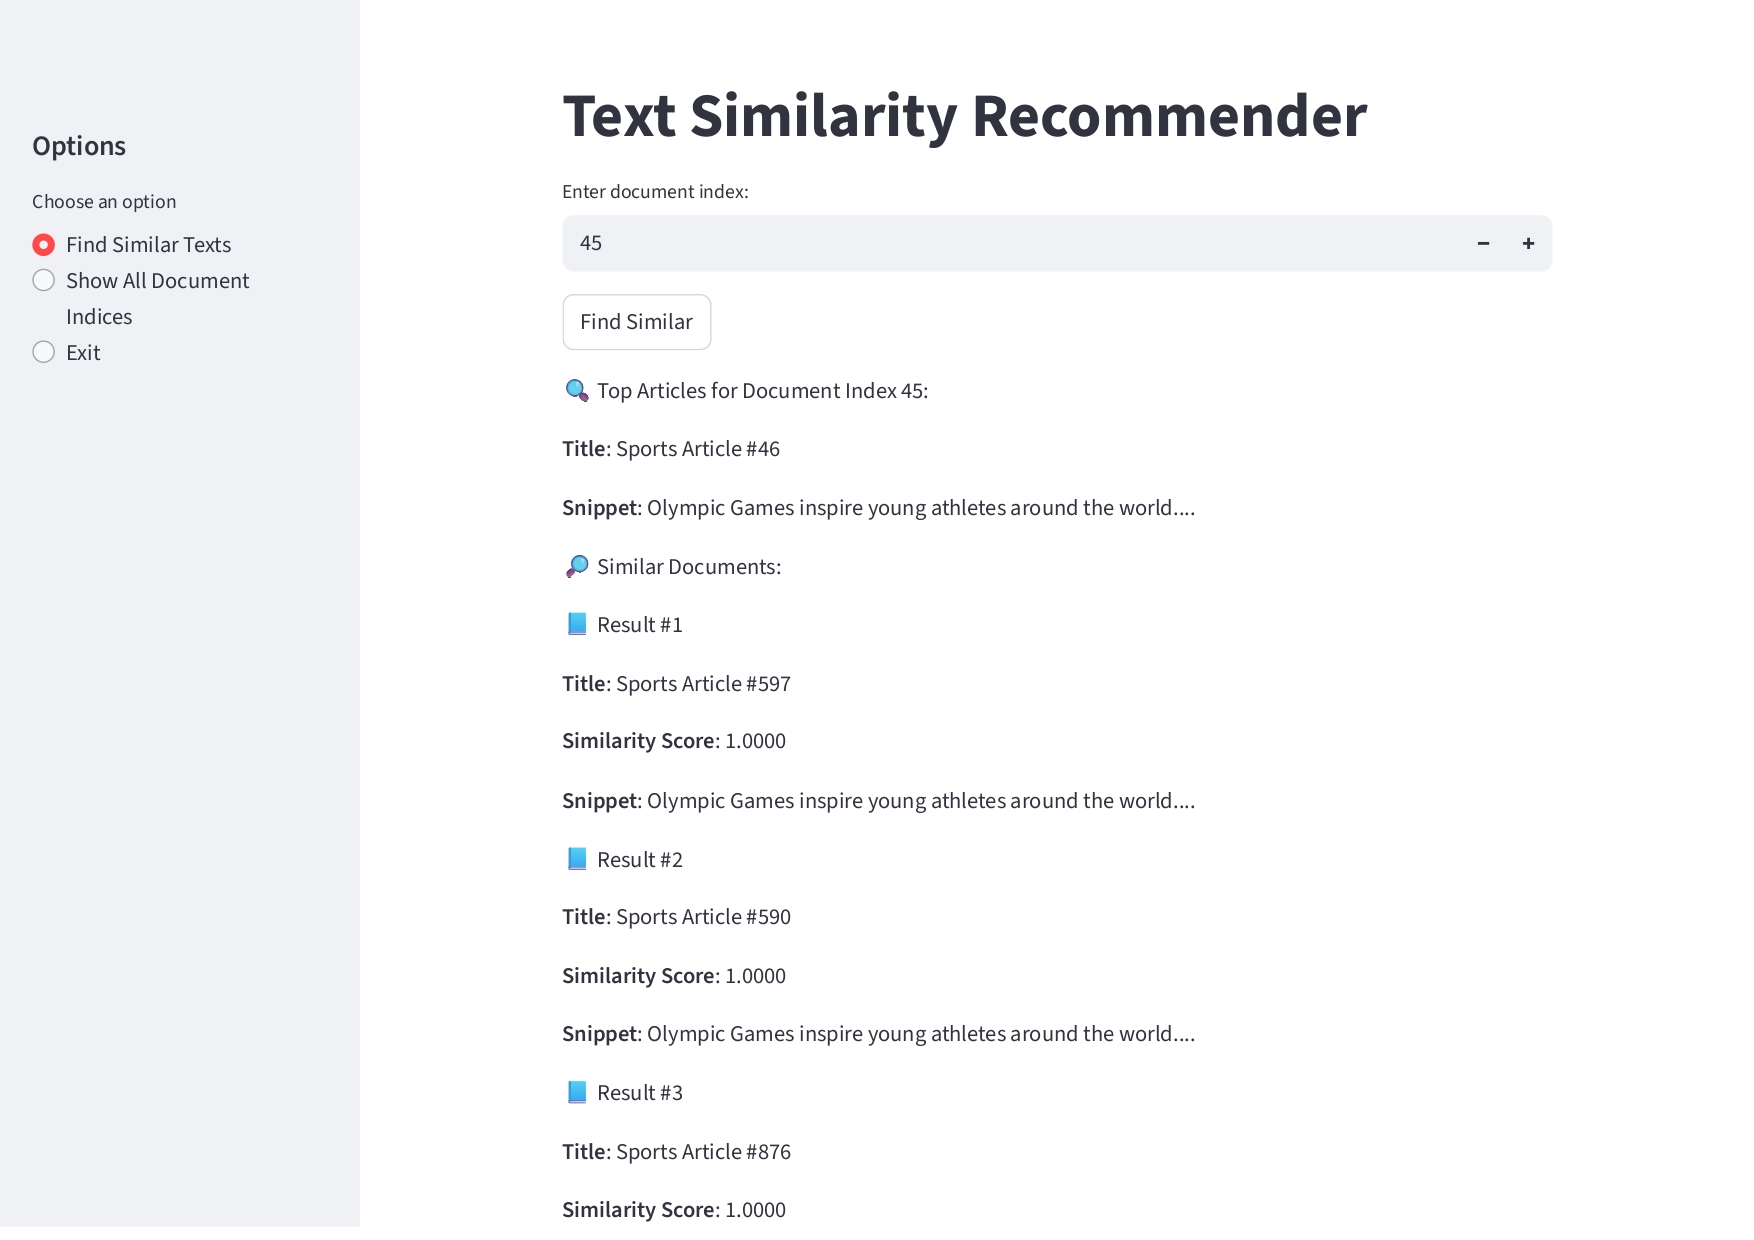 Options
Choose an option
Find Similar Texts
Show All Document
Indices
Exit
Text Similarity Recommender
Enter document index:
45
Find Similar
Top Articles for Document Index 45:
Title: Sports Article #46
Snippet: Olympic Games inspire young athletes around the world....
Similar Documents:
Result #1
Title: Sports Article #597
Similarity Score: 1.0000
Snippet: Olympic Games inspire young athletes around the world....
Result #2
Title: Sports Article #590
Similarity Score: 1.0000
Snippet: Olympic Games inspire young athletes around the world....
Result #3
Title: Sports Article #876
Similarity Score: 1.0000